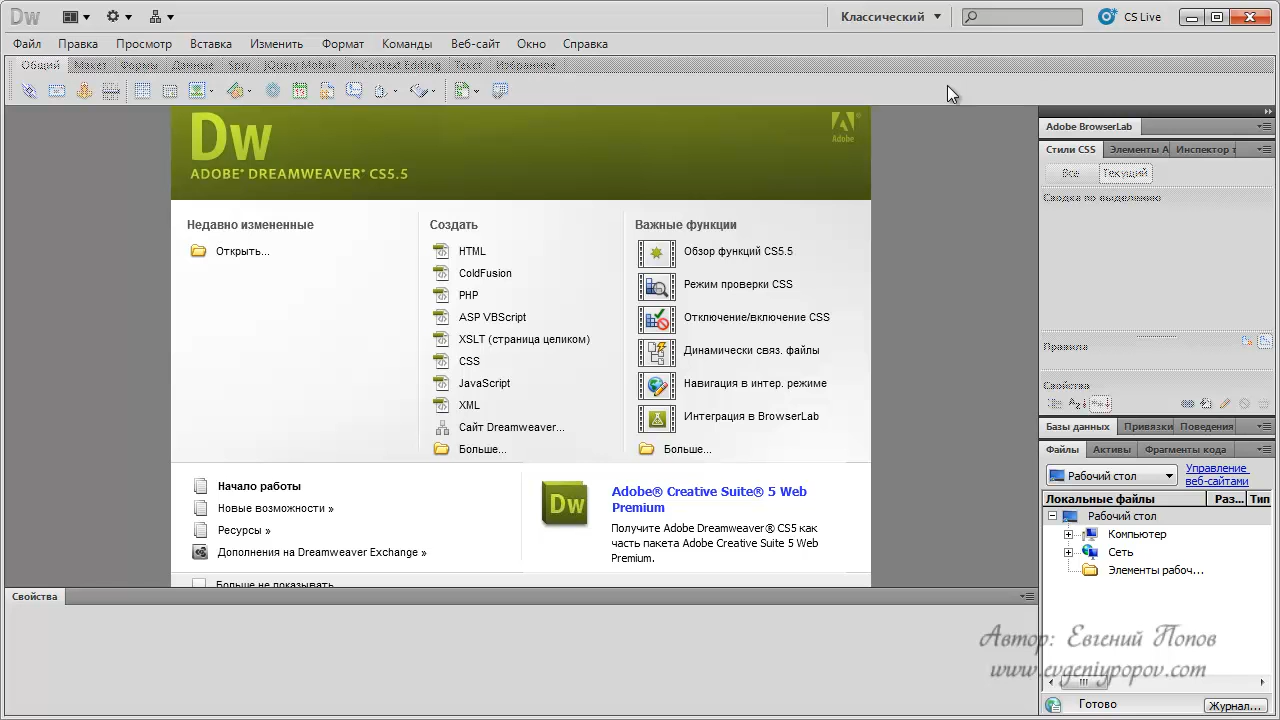 Dw
Классический
CS Live
Файл Правка Просмотр Вставка Изменить Формат Команды Веб-сайт Окно Справка
Общий Макет Формы Данные Spry InContext Editing Текст Избранное
Dw
ADOBE® DREAMWEAVER® CS5.5
Adobe
Недавно измененные
Открыть...
Создать
HTML
ColdFusion
PHP
ASP VBScript
XSLT (страница целиком)
CSS
JavaScript
XML
Сайт Dreamweaver...
Больше...
Важные функции
Обзор функций CS5.5
Режим проверки CSS
Отключение/включение CSS
Динамически связ. файлы
Навигация в интер. режиме
Интеграция в BrowserLab
Больше...
Начало работы
Новые возможности »
Ресурсы »
Дополнения на Dreamweaver Exchange »
Больше не показывать
Dw
Adobe® Creative Suite® 5 Web
Premium
Получите Adobe Dreamweaver® CS5 как
часть пакета Adobe Creative Suite 5 Web
Premium.
Свойства
Adobe BrowserLab
Стили CSS Элементы A Инспектор т
Все Текущий
Сводка по выделению
Правила
Свойства
Базы данных Привязки Поведения
Файлы Активы Фрагменты кода
Рабочий стол
Управление
веб-сайтами
Локальные файлы Раз... Тип
Рабочий стол
Компьютер
Сеть
Элементы рабоч...
Автор: Евгений Попов
www.evgeniypopov.com
Готово
Журнал...